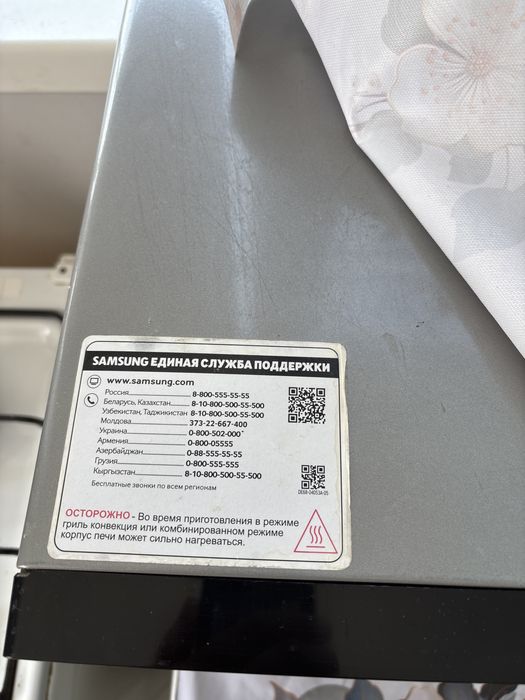 SAMSUNG ЕДИНАЯ СЛУЖБА ПОДДЕРЖКИ
www.samsung.com
Россия 8-800-555-55-55
Беларусь, Казахстан 8-10-800-500-55-500
Узбекистан, Таджикистан 8-10-800-500-55-500
Молдова 373-22-667-400
Украина 0-800-502-000*
Армения 0-800-05555
Азербайджан 0-88-555-55-55
Грузия 0-800-555-555
Кыргызстан 8-10-800-500-55-500
Бесплатные звонки по всем регионам
DE68-04053A-05
ОСТОРОЖНО - Во время приготовления в режиме
гриль конвекция или комбинированном режиме
корпус печи может сильно нагреваться.